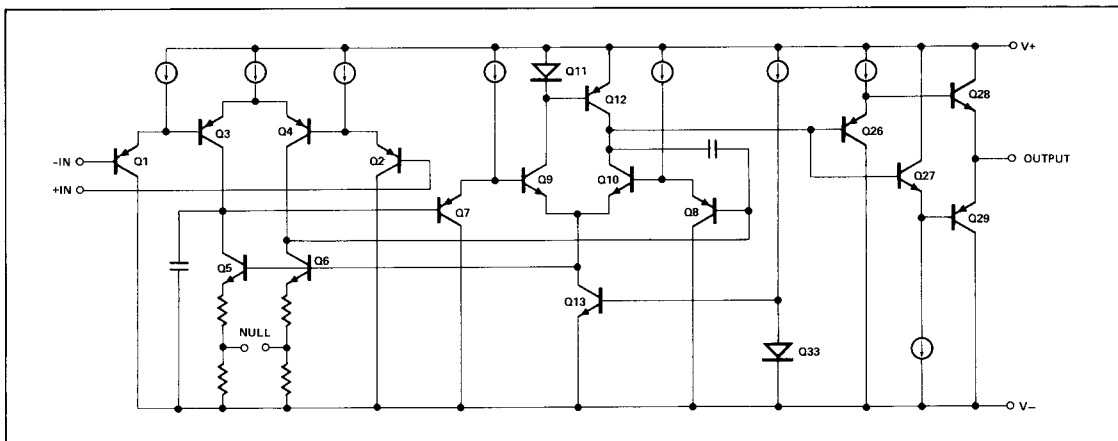 V+
Q11
Q12
Q28
Q3
Q4
Q26
−IN
Q1
Q2
Q27
OUTPUT
+IN
Q9
Q10
Q7
Q8
Q29
Q5
Q6
Q13
NULL
Q33
V−